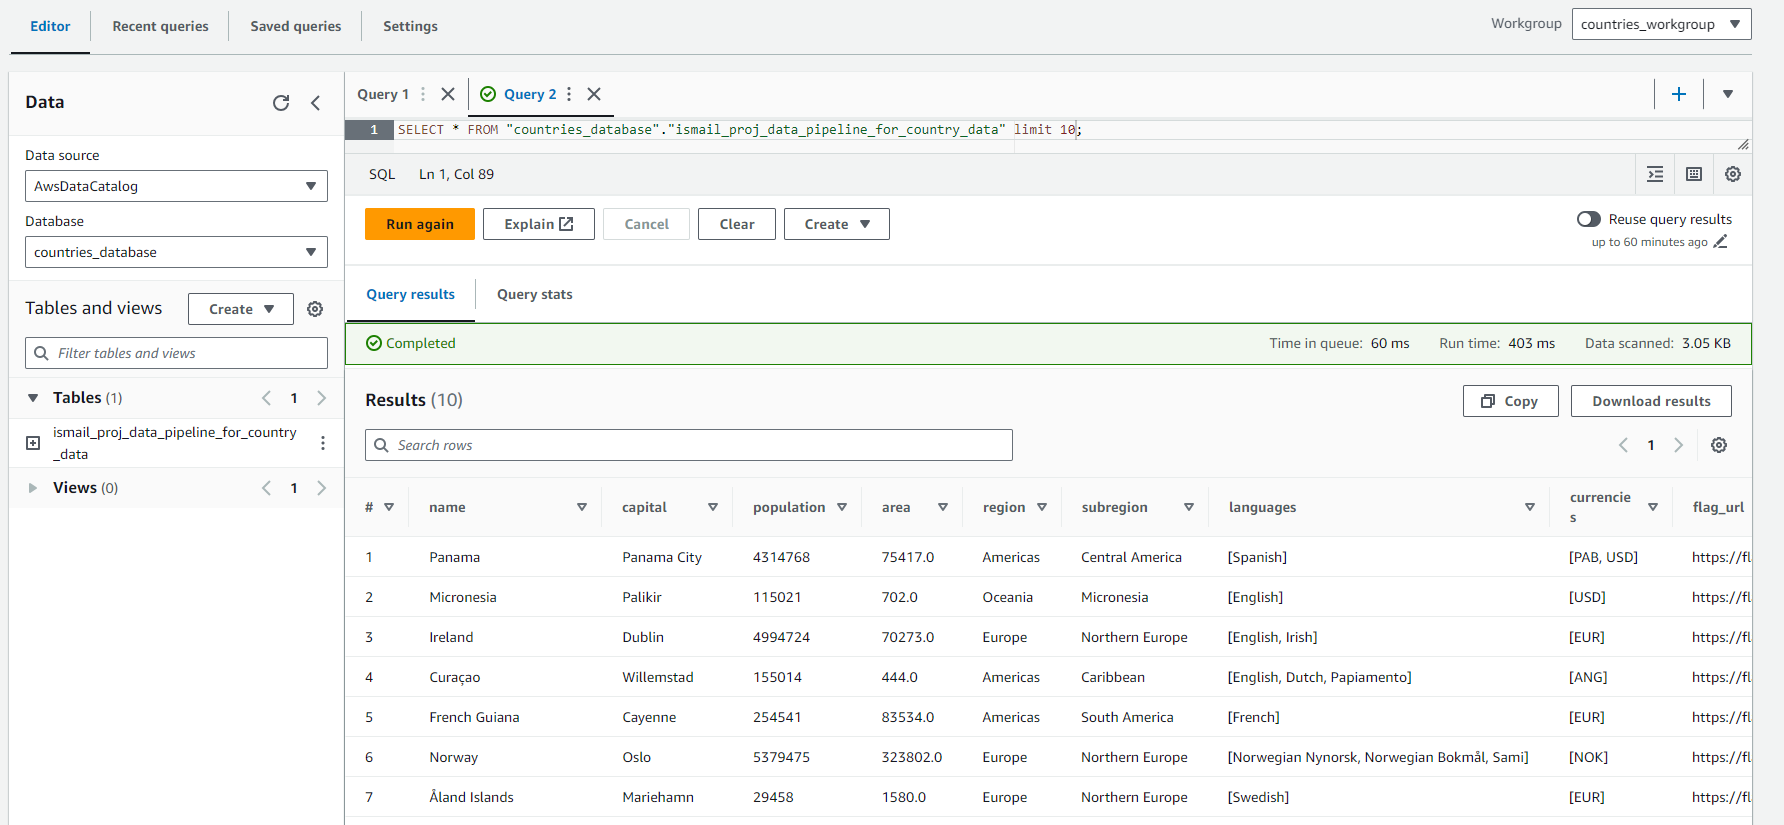 Editor Recent queries Saved queries Settings Workgroup countries_workgroup
Data
Data source
AwsDataCatalog
Database
countries_database
Tables and views Create
Filter tables and views
Tables (1) 1
ismail_proj_data_pipeline_for_country
_data
Views (0) 1
Query 1 Query 2
1 SELECT * FROM "countries_database"."ismail_proj_data_pipeline_for_country_data" limit 10;
SQL Ln 1, Col 89
Run again Explain Cancel Clear Create Reuse query results
up to 60 minutes ago
Query results Query stats
Completed Time in queue: 60 ms Run time: 403 ms Data scanned: 3.05 KB
Results (10) Copy Download results
Search rows 1
# name capital population area region subregion languages currencie
s flag_url
1 Panama Panama City 4314768 75417.0 Americas Central America [Spanish] [PAB, USD] https://fl
2 Micronesia Palikir 115021 702.0 Oceania Micronesia [English] [USD] https://fl
3 Ireland Dublin 4994724 70273.0 Europe Northern Europe [English, Irish] [EUR] https://fl
4 Curaçao Willemstad 155014 444.0 Americas Caribbean [English, Dutch, Papiamento] [ANG] https://fl
5 French Guiana Cayenne 254541 83534.0 Americas South America [French] [EUR] https://fl
6 Norway Oslo 5379475 323802.0 Europe Northern Europe [Norwegian Nynorsk, Norwegian Bokmål, Sami] [NOK] https://fl
7 Åland Islands Mariehamn 29458 1580.0 Europe Northern Europe [Swedish] [EUR] https://fl